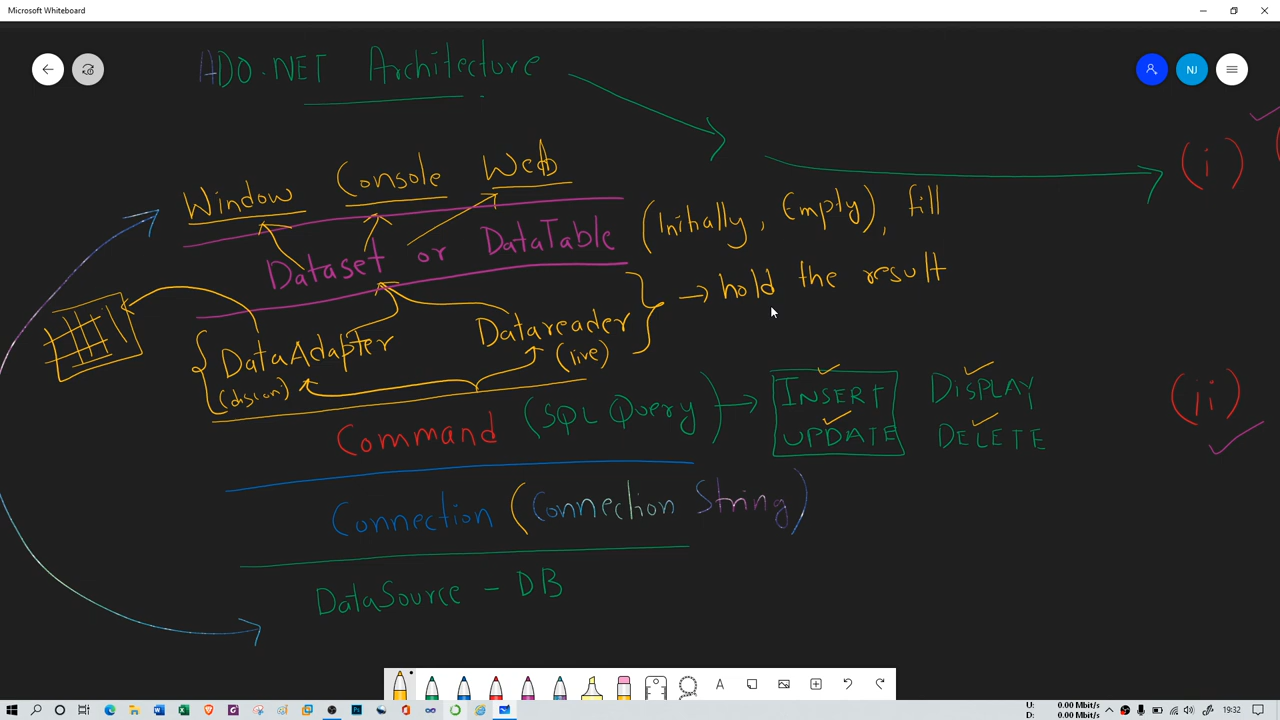 Microsoft Whiteboard
ADO.NET Architecture
NJ
(i)
Window Console Web
(Initially, Empty), fill
Dataset or DataTable
→ hold the result
DataAdapter Datareader
(live)
INSERT DISPLAY
(ii)
Command (SQL Query) → UPDATE DELETE
Connection (Connection String)
DataSource - DB
A
W
X
Ps
U: 0.00 Mbit/s
D: 0.00 Mbit/s
19:32